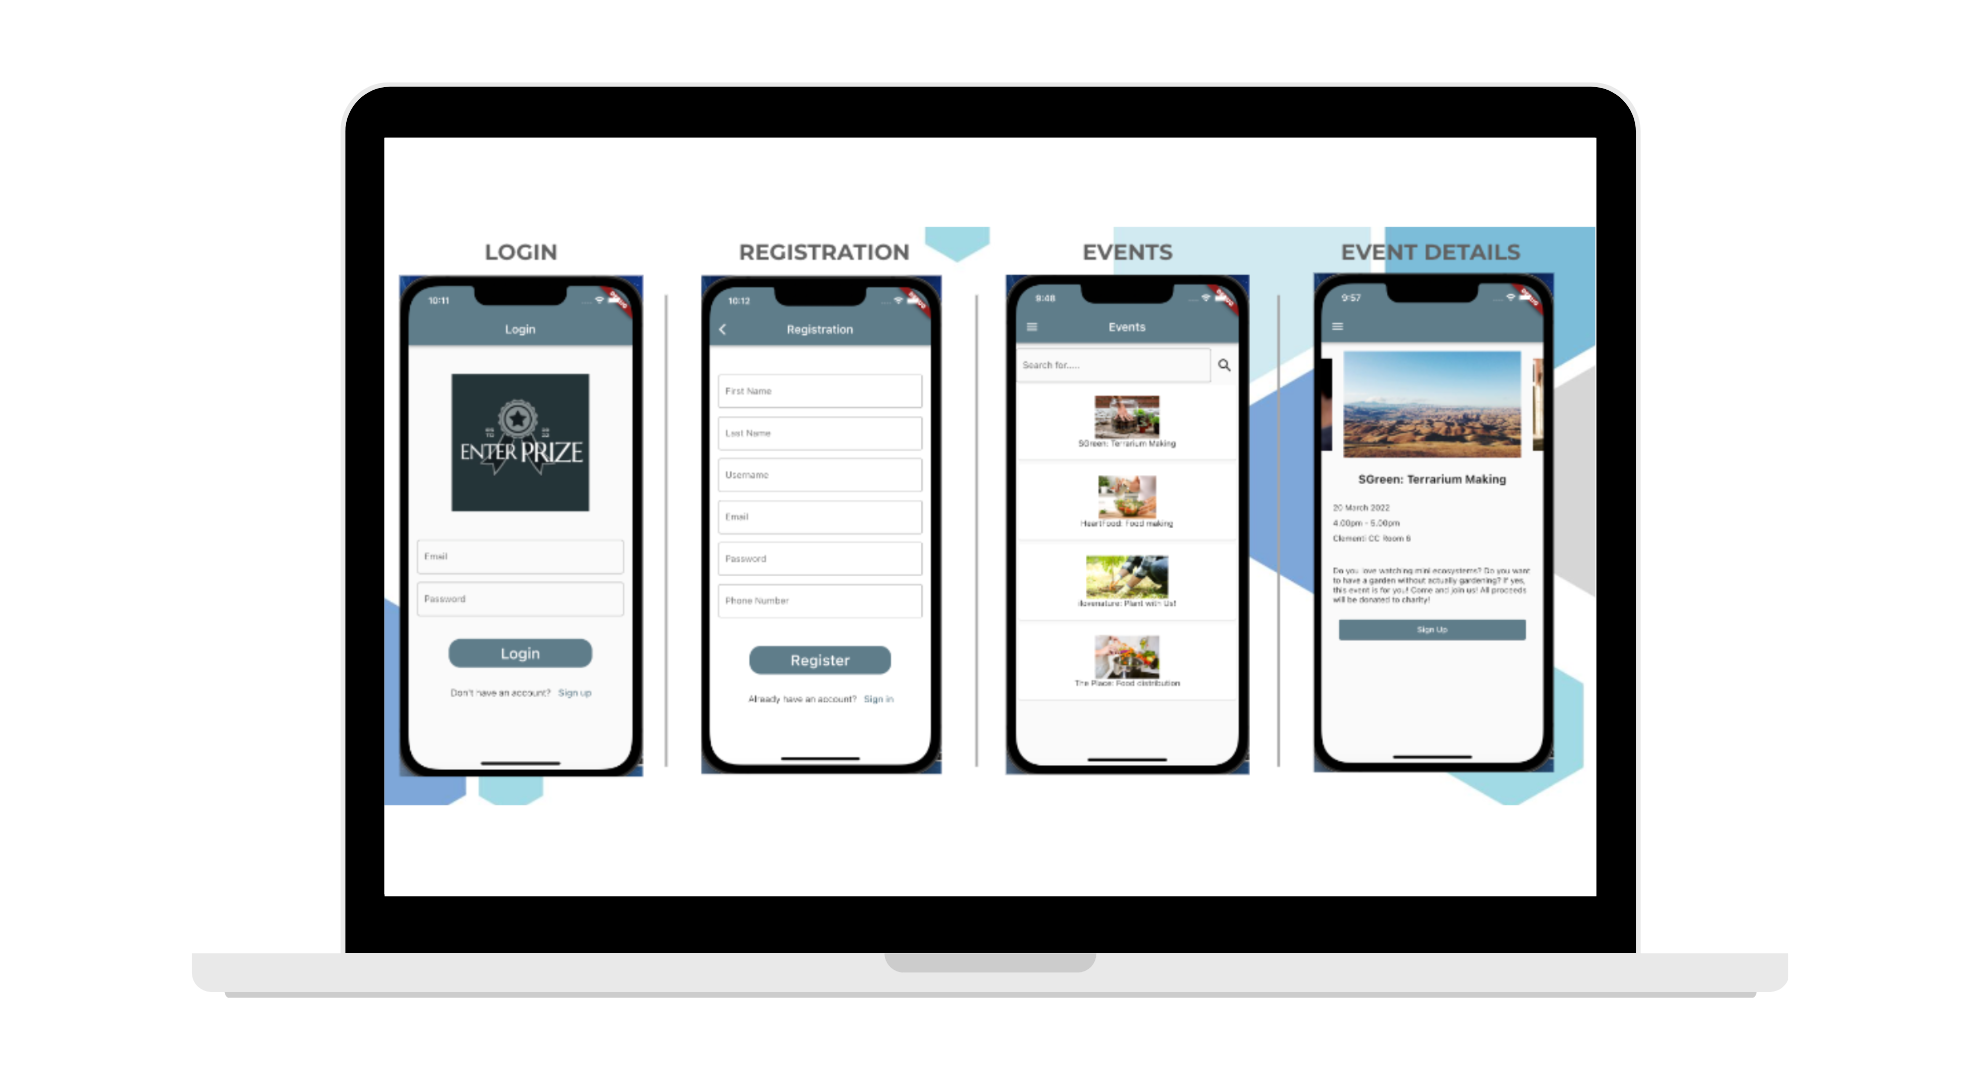 LOGIN
10:11
DEBUG
Login
ENTER PRIZE
Email
Password
Login
Don't have an account? Sign up
REGISTRATION
10:12
Registration
First Name
Last Name
Username
Email
Password
Phone Number
Register
Already have an account? Sign in
EVENTS
9:48
Events
Search for.....
SGreen: Terrarium Making
Heartfood: Food making
ilovenature: Plant with Us!
The Place: Food distribution
EVENT DETAILS
9:57
SGreen: Terrarium Making
20 March 2022
4.00pm - 5.00pm
Clementi CC Room 6
Do you love watching mini ecosystems? Do you want
to have a garden without actually gardening? If yes,
this event is for you! Come and join us! All proceeds
will be donated to charity!
Sign Up